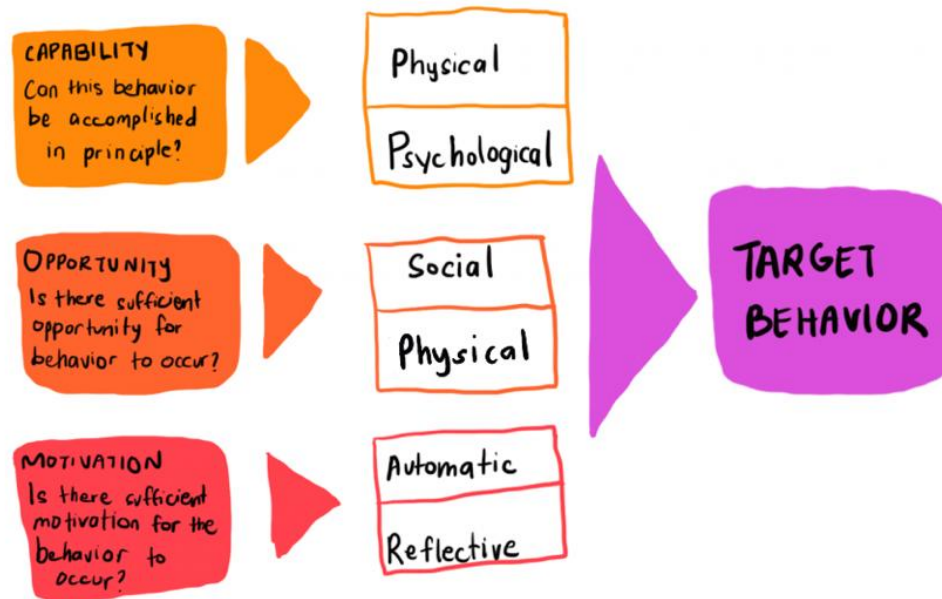 CAPABILITY
Can this behavior
be accomplished
in principle?
Physical
Psychological
OPPORTUNITY
Is there sufficient
opportunity for
behavior to occur?
Social
Physical
MOTIVATION
Is there sufficient
motivation for the
behavior to
occur?
Automatic
Reflective
TARGET
BEHAVIOR